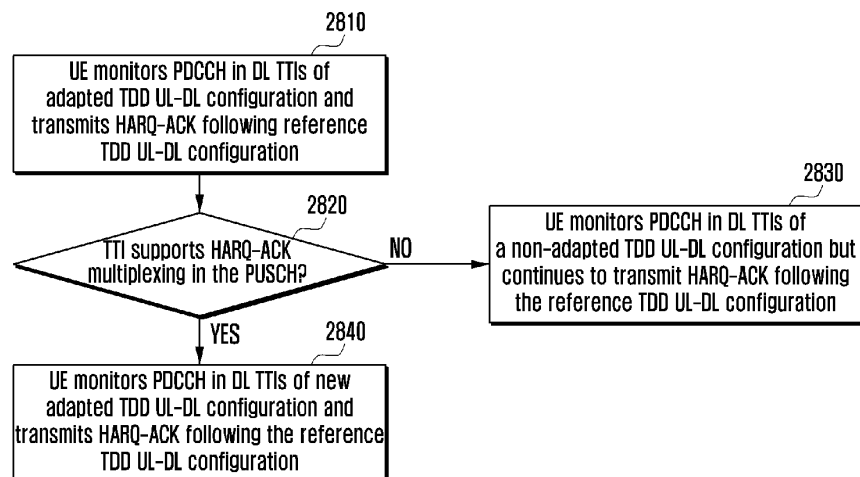 2810
UE monitors PDCCH in DL TTIs of
adapted TDD UL-DL configuration and
transmits HARQ-ACK following reference
TDD UL-DL configuration
2820
TTI supports HARQ-ACK
multiplexing in the PUSCH?
NO
2830
UE monitors PDCCH in DL TTIs of
a non-adapted TDD UL-DL configuration but
continues to transmit HARQ-ACK following
the reference TDD UL-DL configuration
YES
2840
UE monitors PDCCH in DL TTIs of new
adapted TDD UL-DL configuration and
transmits HARQ-ACK following the reference
TDD UL-DL configuration